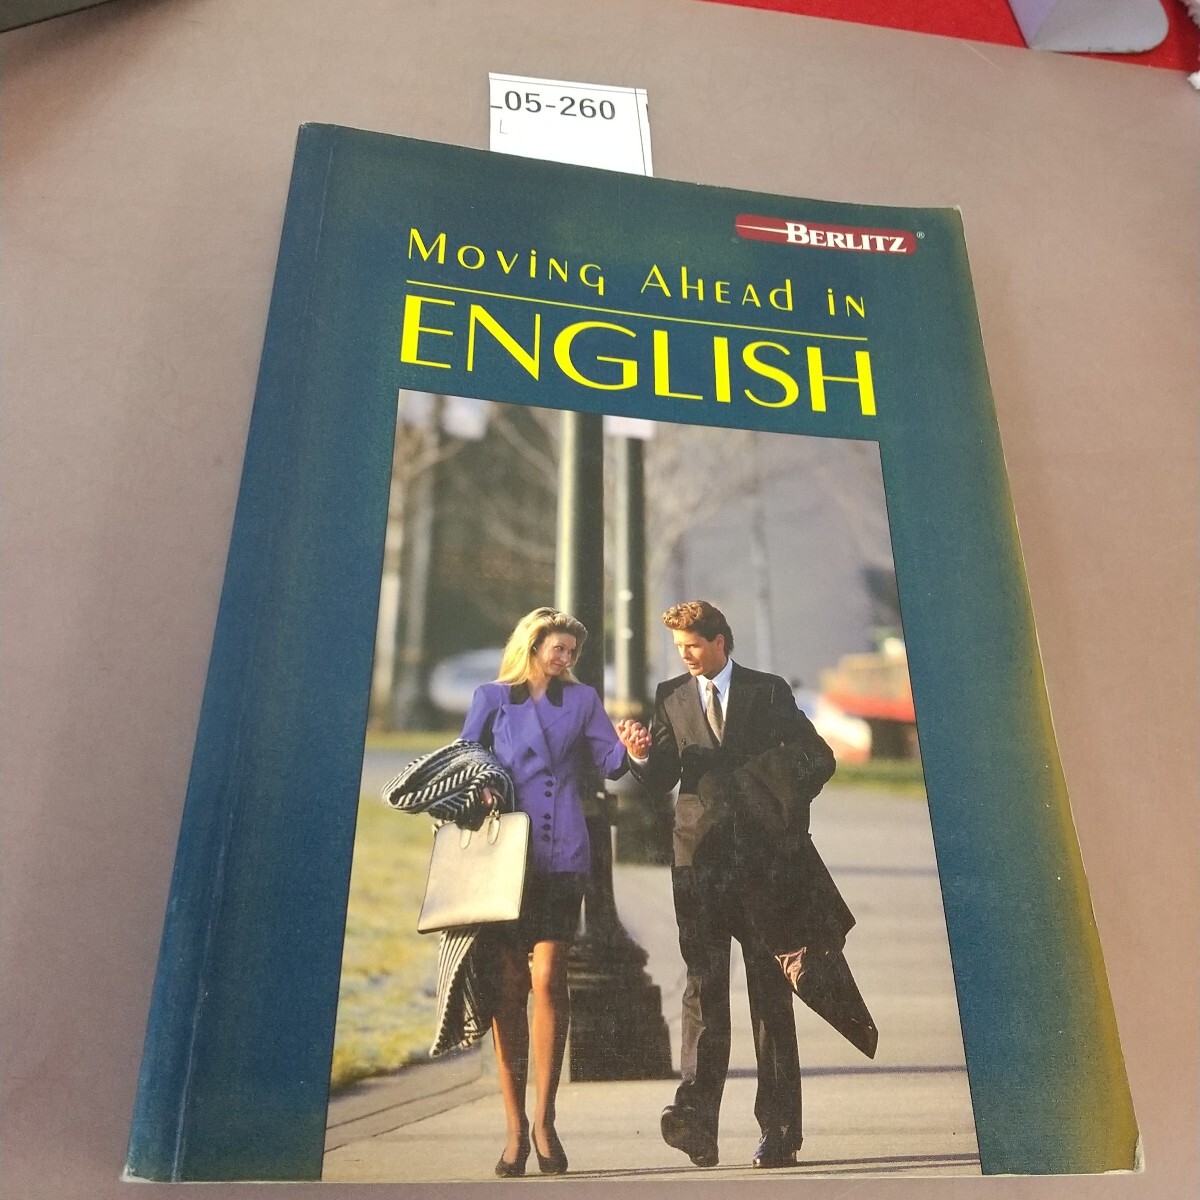 05-260
BERLITZ®
Moving Ahead in
ENGLISH